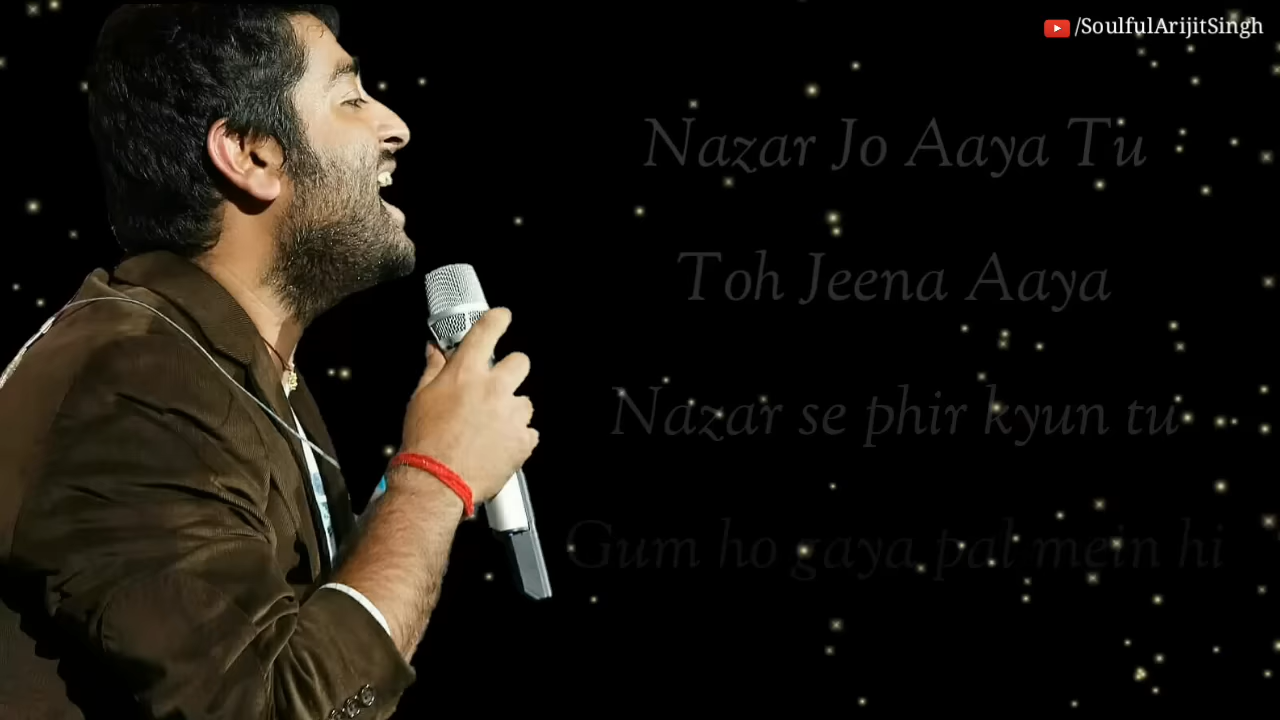 /SoulfulArijitSingh
Nazar Jo Aaya Tu
Toh Jeena Aaya
Nazar se phir kyun tu
Gum ho gaya pal mein hi